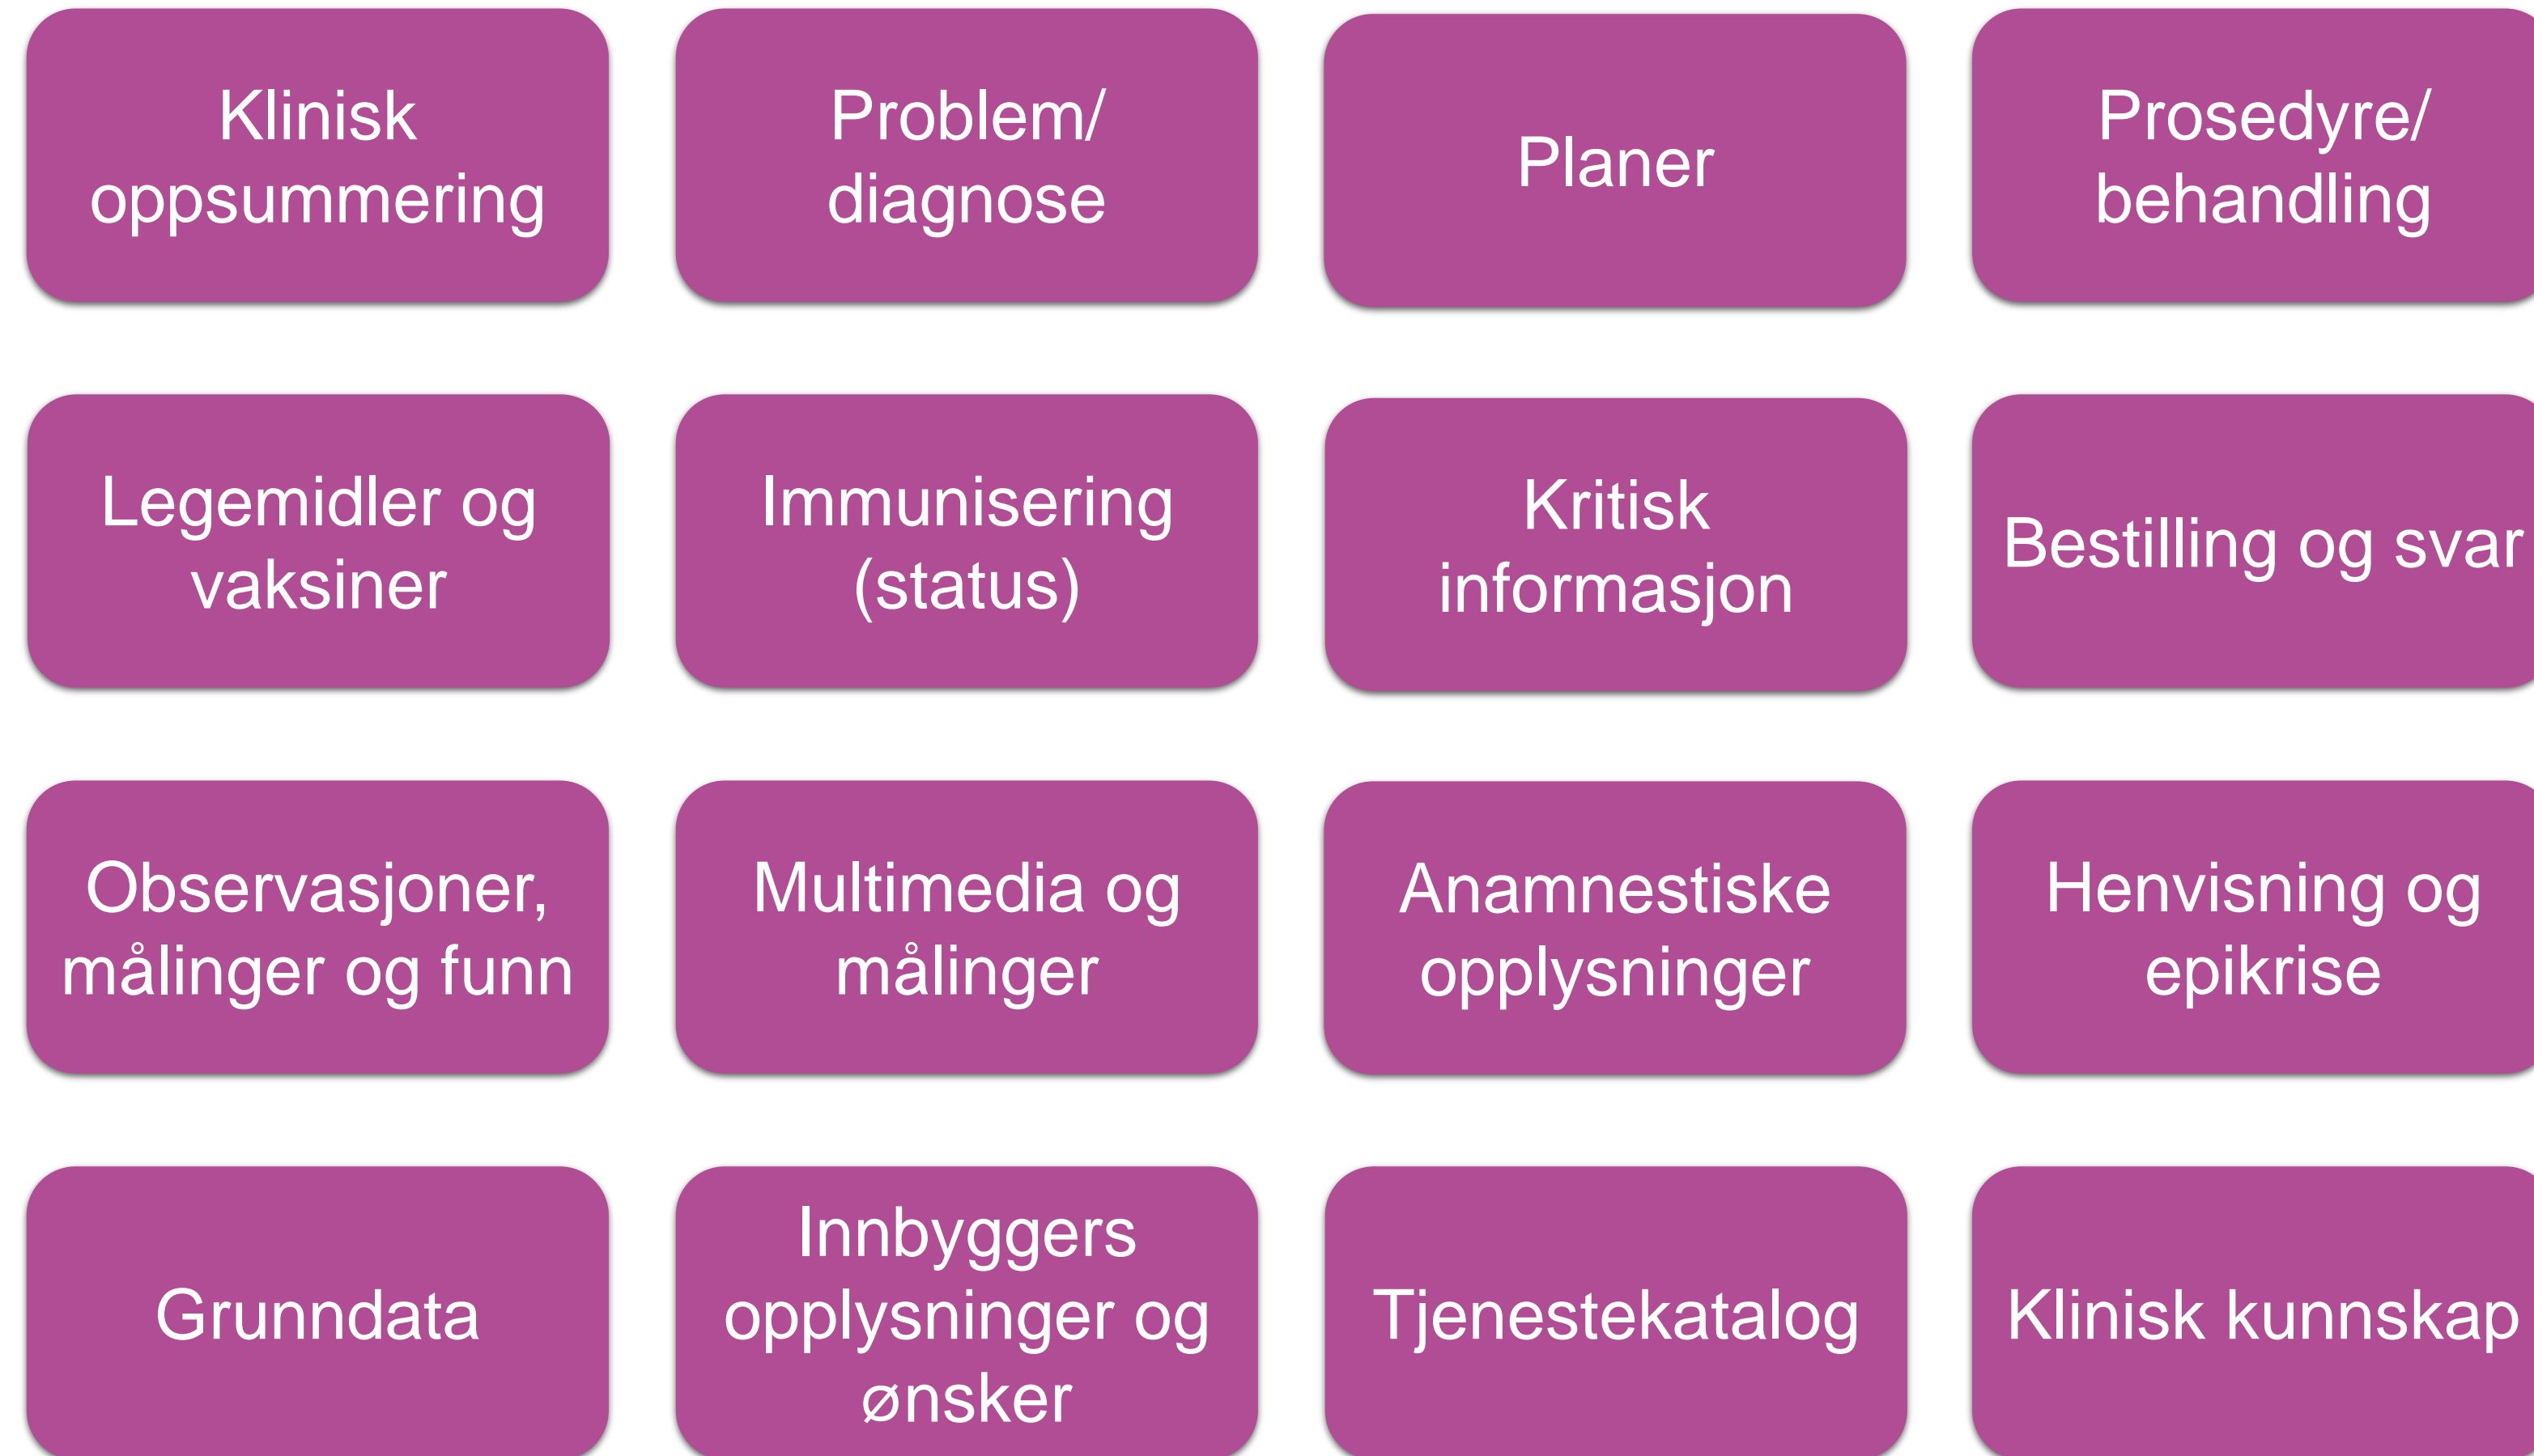 Klinisk
oppsummering
Problem/
diagnose
Planer
Prosedyre/
behandling
Legemidler og
vaksiner
Immunisering
(status)
Kritisk
informasjon
Bestilling og svar
Observasjoner,
målinger og funn
Multimedia og
målinger
Anamnestiske
opplysninger
Henvisning og
epikrise
Grunndata
Innbyggers
opplysninger og
ønsker
Tjenestekatalog
Klinisk kunnskap